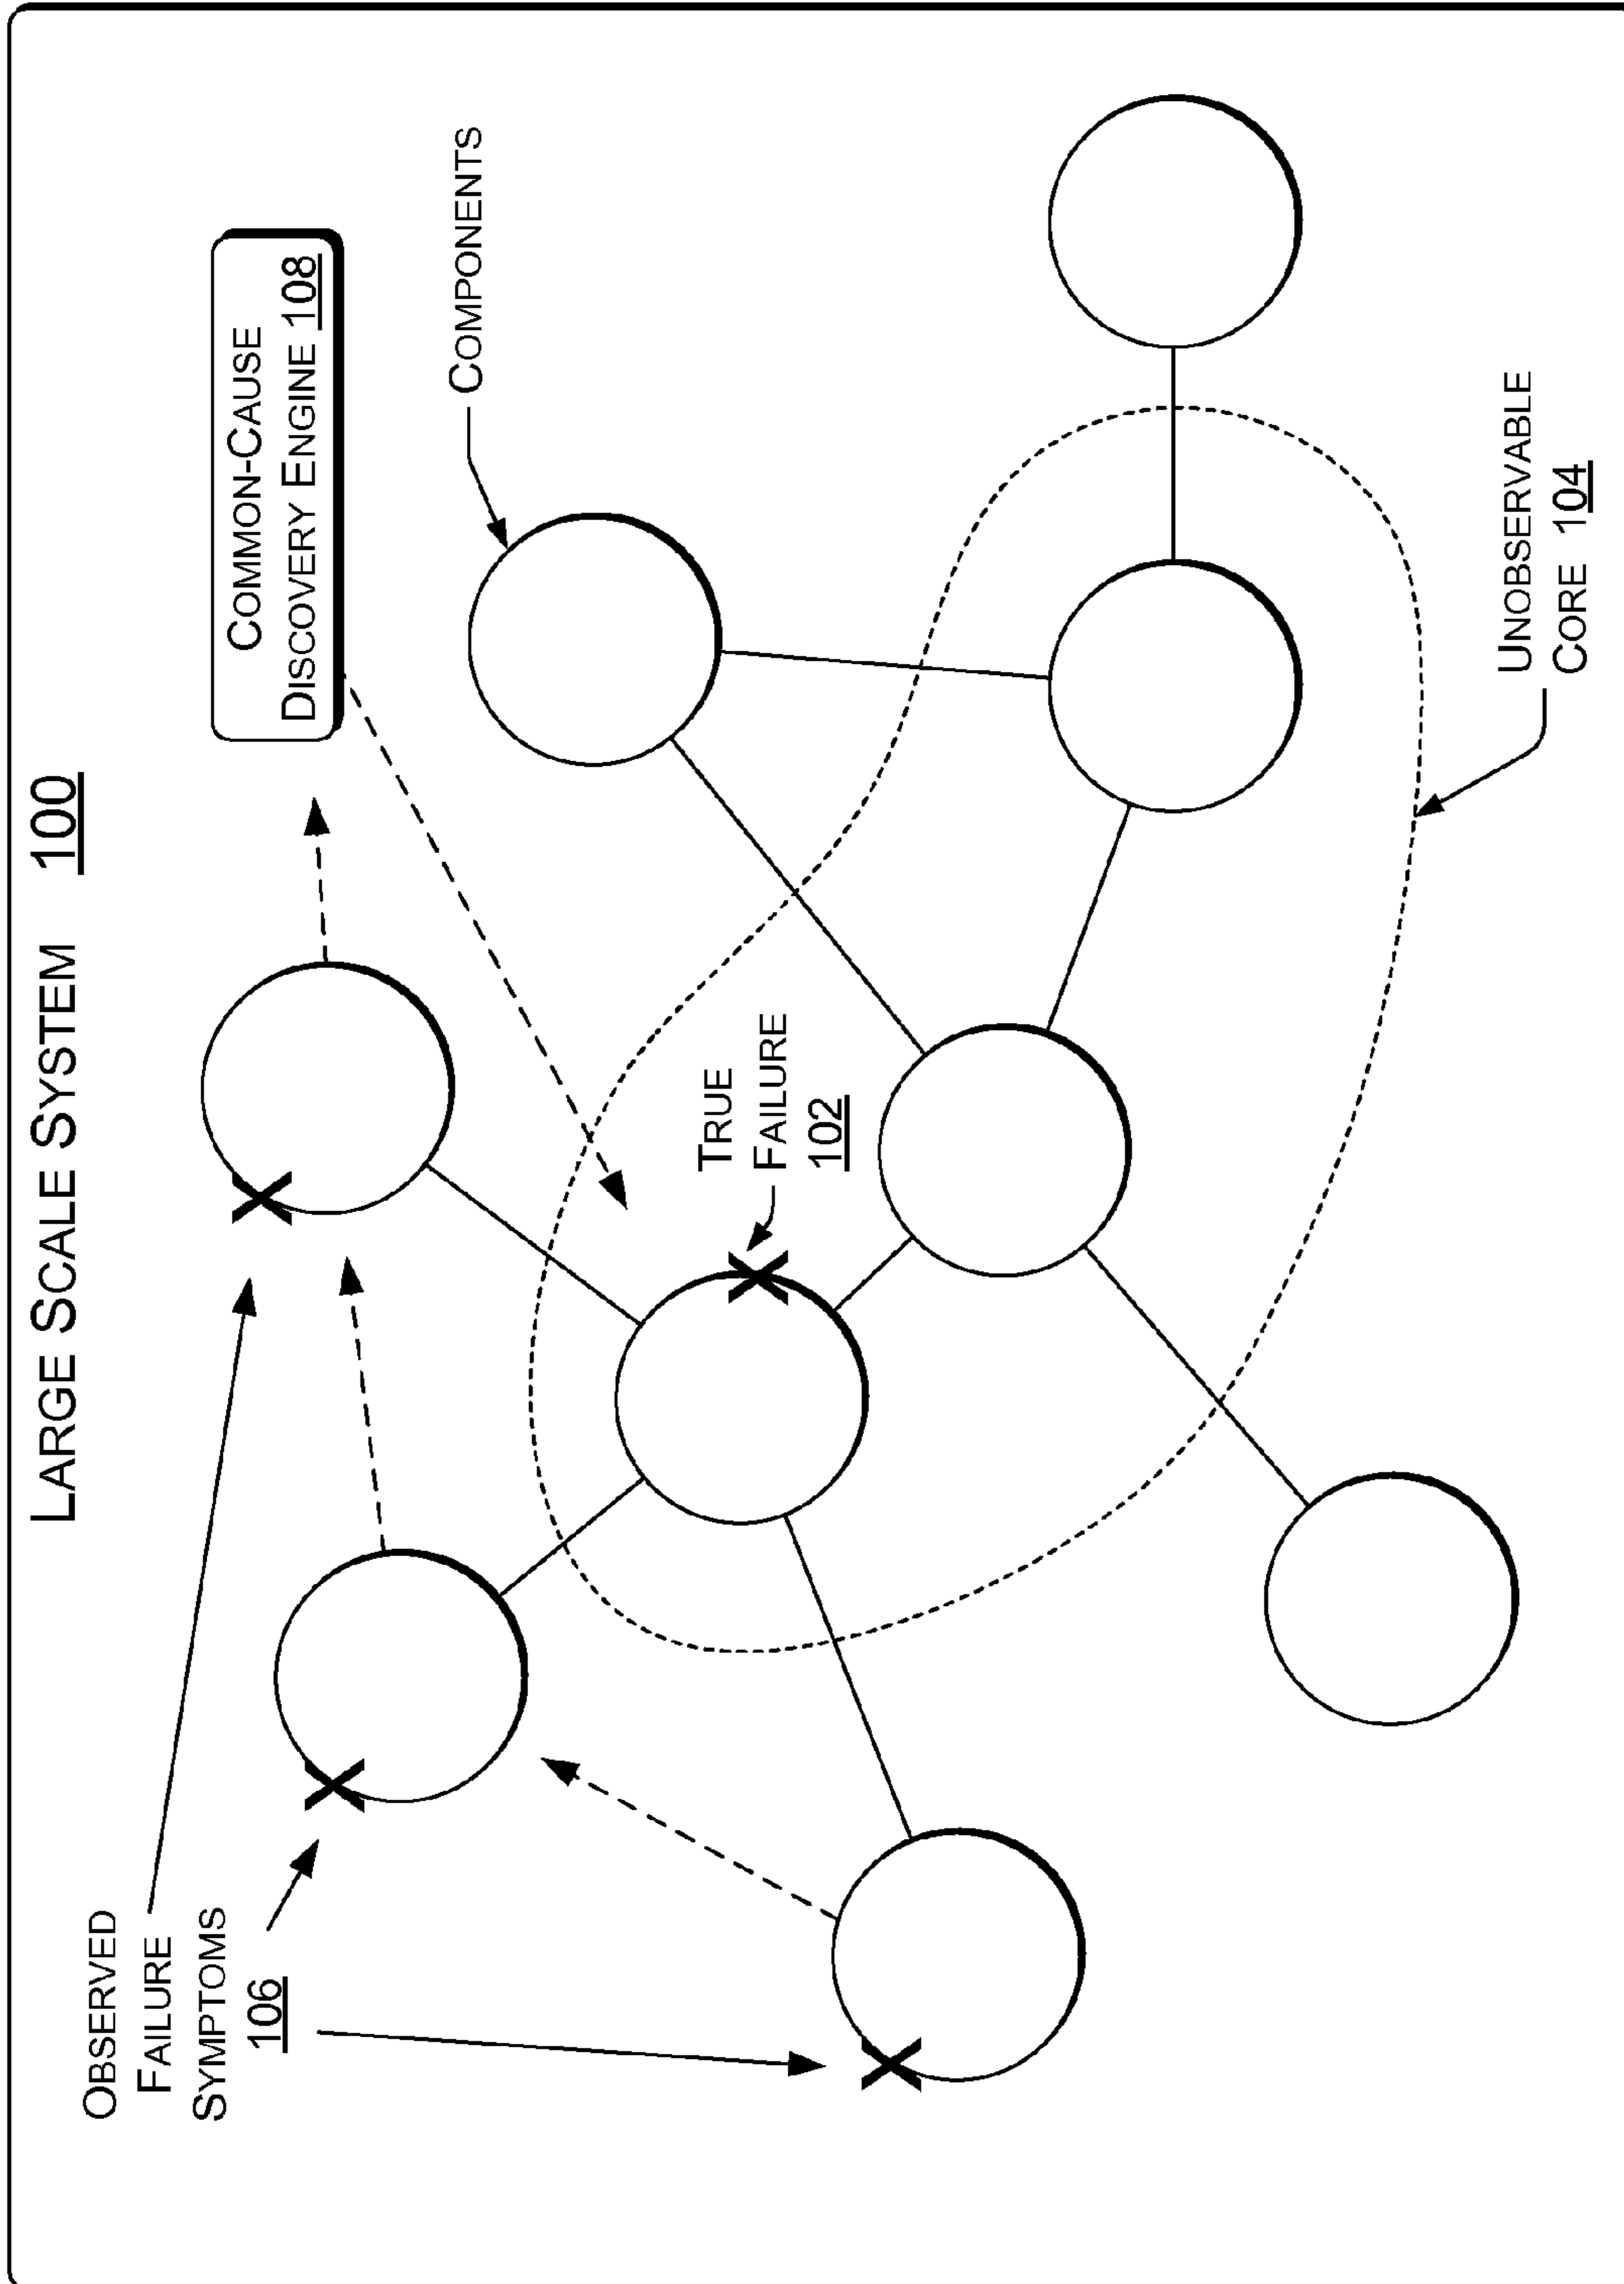 LARGE SCALE SYSTEM 100
OBSERVED
FAILURE
SYMPTOMS
106
COMMON-CAUSE
DISCOVERY ENGINE 108
COMPONENTS
TRUE
FAILURE
102
UNOBSERVABLE
CORE 104